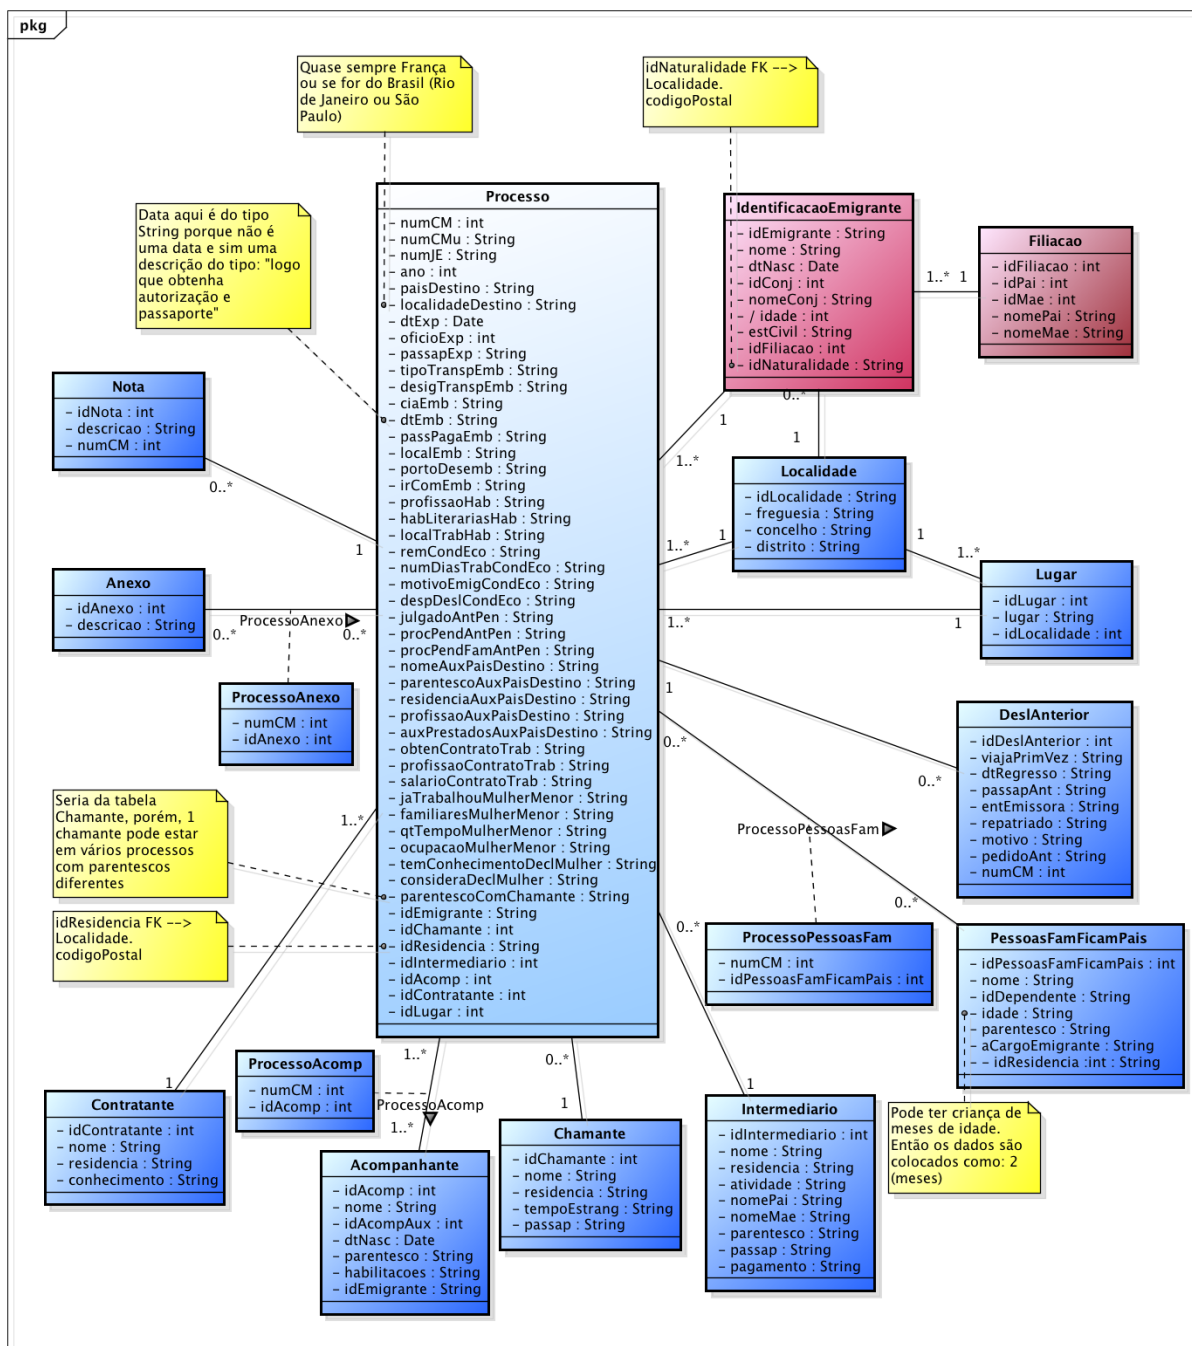 pkg
Quase sempre França
ou se for do Brasil (Rio
de Janeiro ou São
Paulo)
idNaturalidade FK -->
Localidade.
codigoPostal
Data aqui é do tipo
String porque não é
uma data e sim uma
descrição do tipo: "logo
que obtenha
autorização e
passaporte"
Processo
- numCM : int
- numCMu : String
- numJE : String
- ano : int
- paisDestino : String
- localidadeDestino : String
- dtExp : Date
- oficioExp : int
- passapExp : String
- tipoTranspEmb : String
- desigTranspEmb : String
- ciaEmb : String
- dtEmb : String
- passPagaEmb : String
- localEmb : String
- portoDesemb : String
- irComEmb : String
- profissaoHab : String
- habLiterariasHab : String
- localTrabHab : String
- remCondEco : String
- numDiasTrabCondEco : String
- motivoEmigCondEco : String
- despDeslCondEco : String
- julgadoAntPen : String
- procPendAntPen : String
- procPendFamAntPen : String
- nomeAuxPaisDestino : String
- parentescoAuxPaisDestino : String
- residenciaAuxPaisDestino : String
- profissaoAuxPaisDestino : String
- auxPrestadosAuxPaisDestino : String
- obtenContratoTrab : String
- profissaoContratoTrab : String
- salarioContratoTrab : String
- jaTrabalhouMulherMenor : String
- familiaresMulherMenor : String
- qtTempoMulherMenor : String
- ocupacaoMulherMenor : String
- temConhecimentoDeclMulher : String
- consideraDeclMulher : String
- parentescoComChamante : String
- idEmigrante : String
- idChamante : int
- idResidencia : String
- idIntermediario : int
- idAcomp : int
- idContratante : int
- idLugar : int
IdentificacaoEmigrante
- idEmigrante : String
- nome : String
- dtNasc : Date
- idConj : int
- nomeConj : String
- / idade : int
- estCivil : String
- idFiliacao : int
- idNaturalidade : String
1..* 1
Filiacao
- idFiliacao : int
- idPai : int
- idMae : int
- nomePai : String
- nomeMae : String
0..*
1
1
1..*
Nota
- idNota : int
- descricao : String
- numCM : int
0..*
1
Localidade
- idLocalidade : String
- freguesia : String
- concelho : String
- distrito : String
1..*
1
1
1..*
Lugar
- idLugar : int
- lugar : String
- idLocalidade : int
1..*
1
Anexo
- idAnexo : int
- descricao : String
ProcessoAnexo
0..*
0..*
ProcessoAnexo
- numCM : int
- idAnexo : int
1
0..*
DeslAnterior
- idDeslAnterior : int
- viajaPrimVez : String
- dtRegresso : String
- passapAnt : String
- entEmissora : String
- repatriado : String
- motivo : String
- pedidoAnt : String
- numCM : int
0..*
ProcessoPessoasFam
0..*
Seria da tabela
Chamante, porém, 1
chamante pode estar
em vários processos
com parentescos
diferentes
idResidencia FK -->
Localidade.
codigoPostal
1..*
0..*
ProcessoPessoasFam
- numCM : int
- idPessoasFamFicamPais : int
PessoasFamFicamPais
- idPessoasFamFicamPais : int
- nome : String
- idDependente : String
- idade : String
- parentesco : String
- aCargoEmigrante : String
- - idResidencia :int : String
Pode ter criança de
meses de idade.
Então os dados são
colocados como: 2
(meses)
1
Contratante
- idContratante : int
- nome : String
- residencia : String
- conhecimento : String
ProcessoAcomp
- numCM : int
- idAcomp : int
1..*
ProcessoAcomp
1..*
Acompanhante
- idAcomp : int
- nome : String
- idAcompAux : int
- dtNasc : Date
- parentesco : String
- habilitacoes : String
- idEmigrante : String
0..*
1
Chamante
- idChamante : int
- nome : String
- residencia : String
- tempoEstrang : String
- passap : String
1
Intermediario
- idIntermediario : int
- nome : String
- residencia : String
- atividade : String
- nomePai : String
- nomeMae : String
- parentesco : String
- passap : String
- pagamento : String